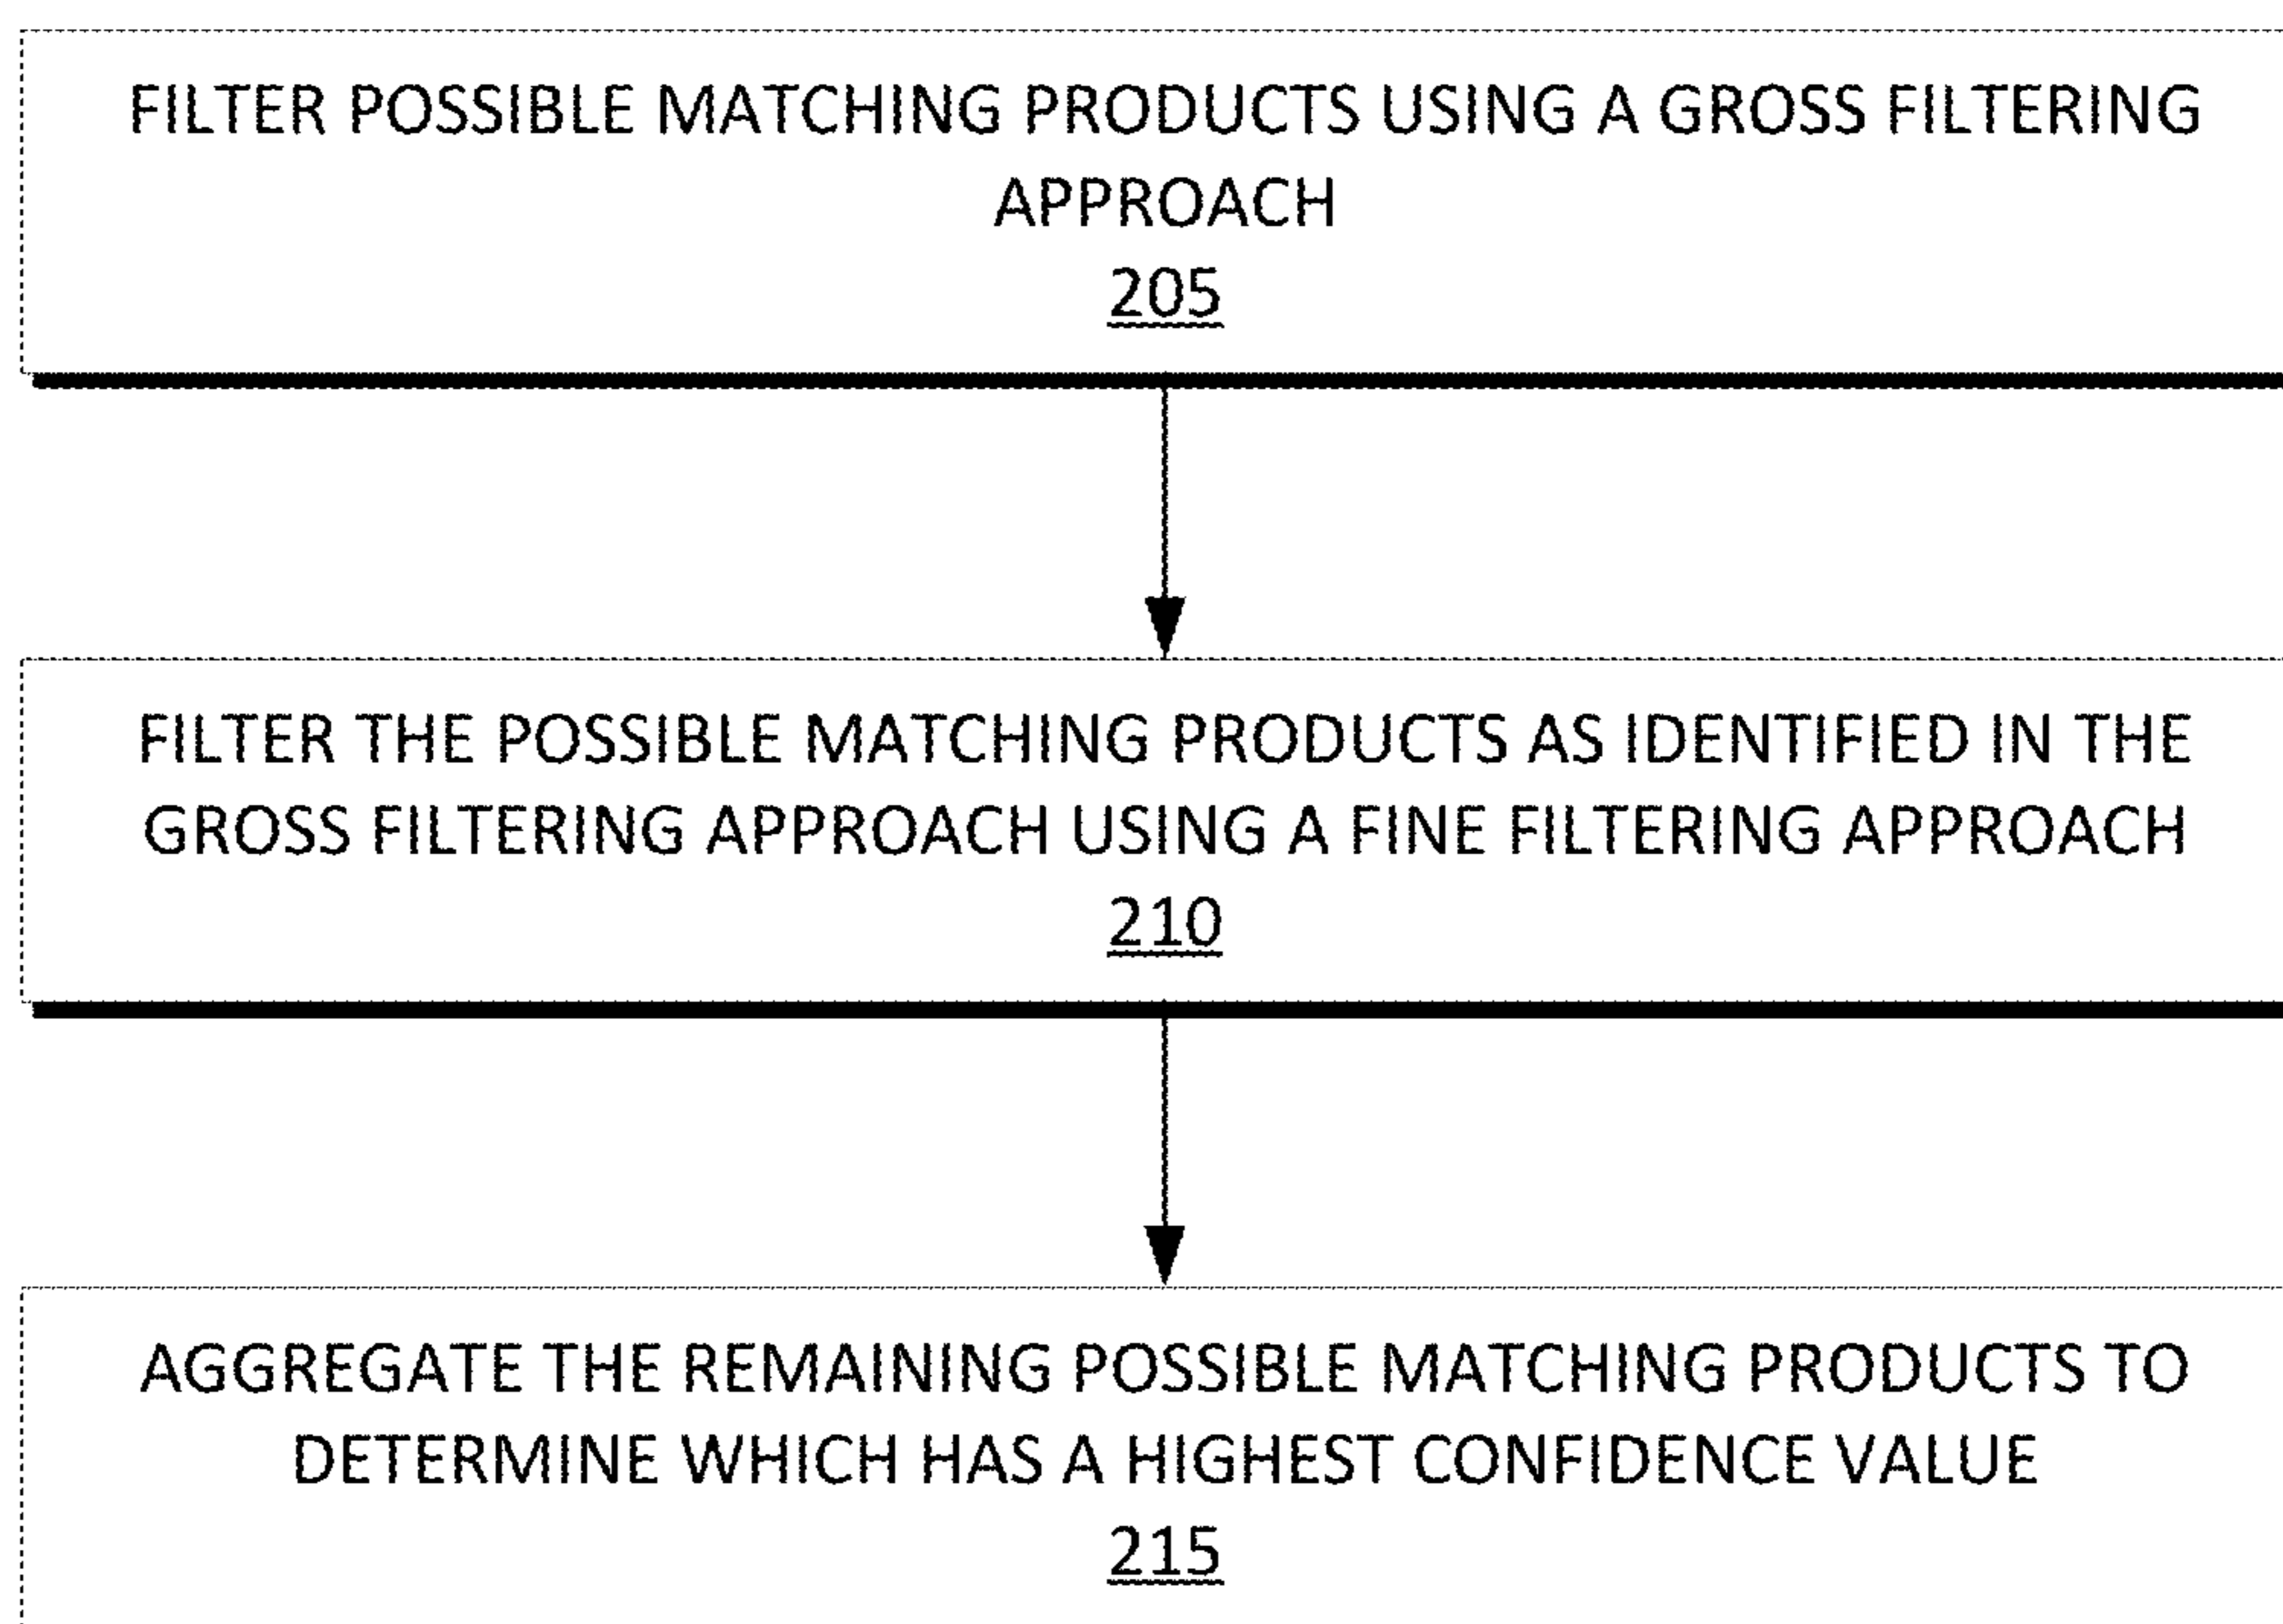 FILTER POSSIBLE MATCHING PRODUCTS USING A GROSS FILTERING
APPROACH
205
FILTER THE POSSIBLE MATCHING PRODUCTS AS IDENTIFIED IN THE
GROSS FILTERING APPROACH USING A FINE FILTERING APPROACH
210
AGGREGATE THE REMAINING POSSIBLE MATCHING PRODUCTS TO
DETERMINE WHICH HAS A HIGHEST CONFIDENCE VALUE
215